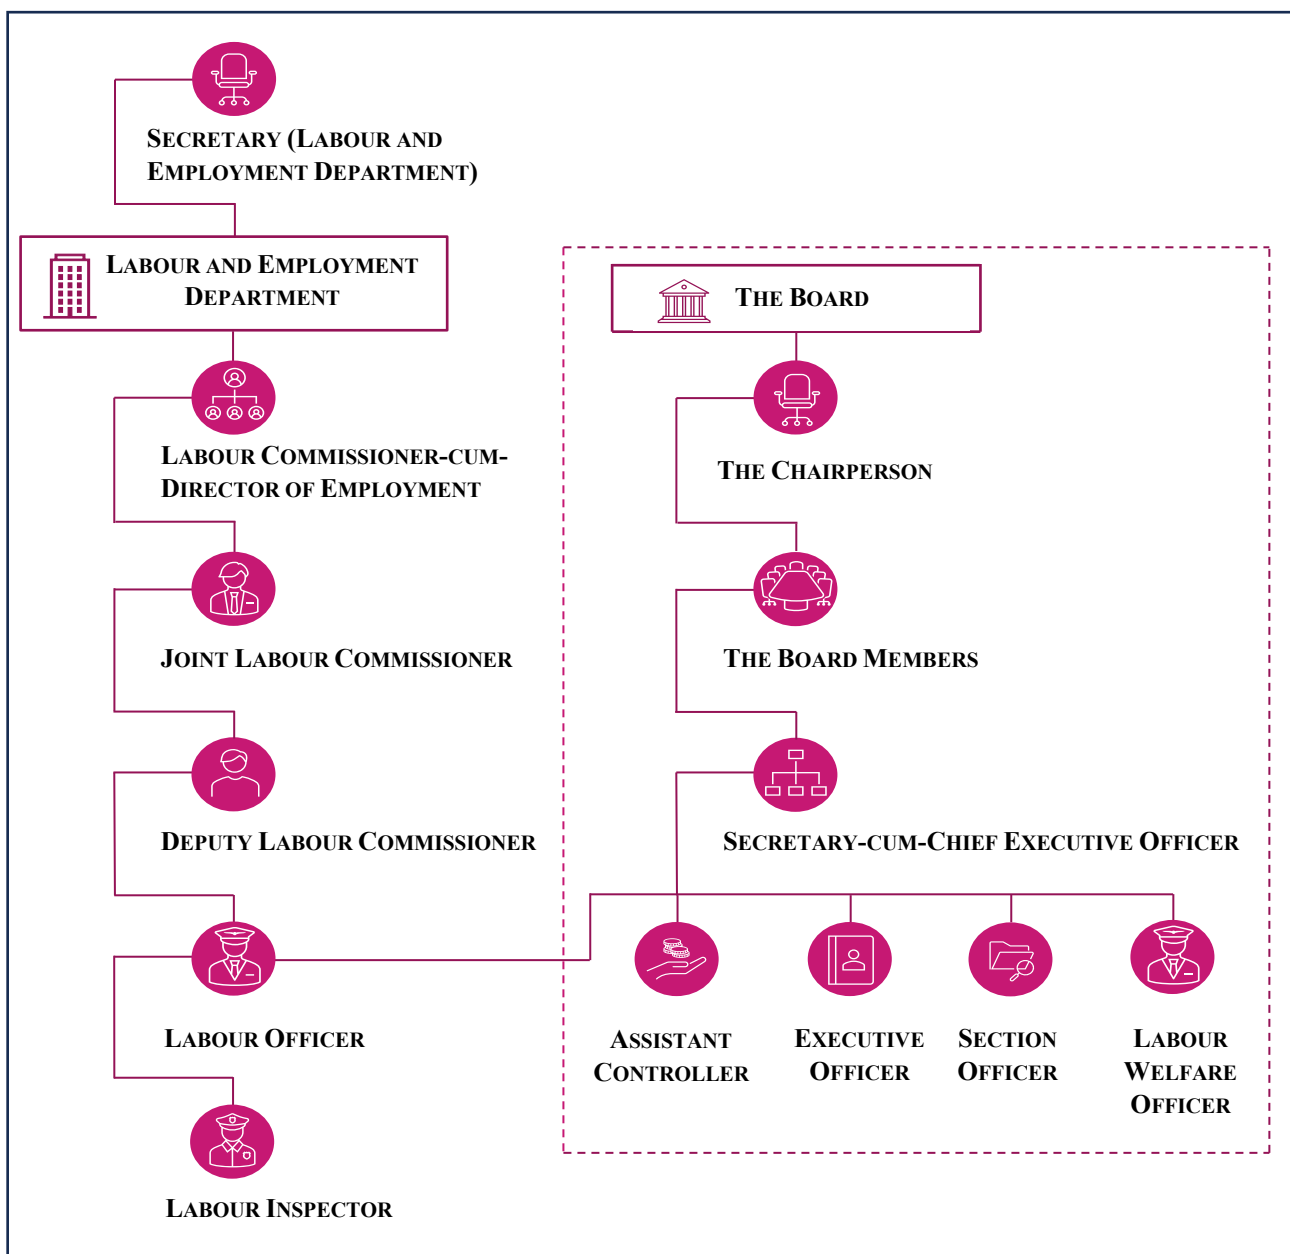 SECRETARY (LABOUR AND
EMPLOYMENT DEPARTMENT)
LABOUR AND EMPLOYMENT
DEPARTMENT
LABOUR COMMISSIONER-CUM-
DIRECTOR OF EMPLOYMENT
JOINT LABOUR COMMISSIONER
DEPUTY LABOUR COMMISSIONER
LABOUR OFFICER
LABOUR INSPECTOR
THE BOARD
THE CHAIRPERSON
THE BOARD MEMBERS
SECRETARY-CUM-CHIEF EXECUTIVE OFFICER
ASSISTANT
CONTROLLER
EXECUTIVE
OFFICER
SECTION
OFFICER
LABOUR
WELFARE
OFFICER